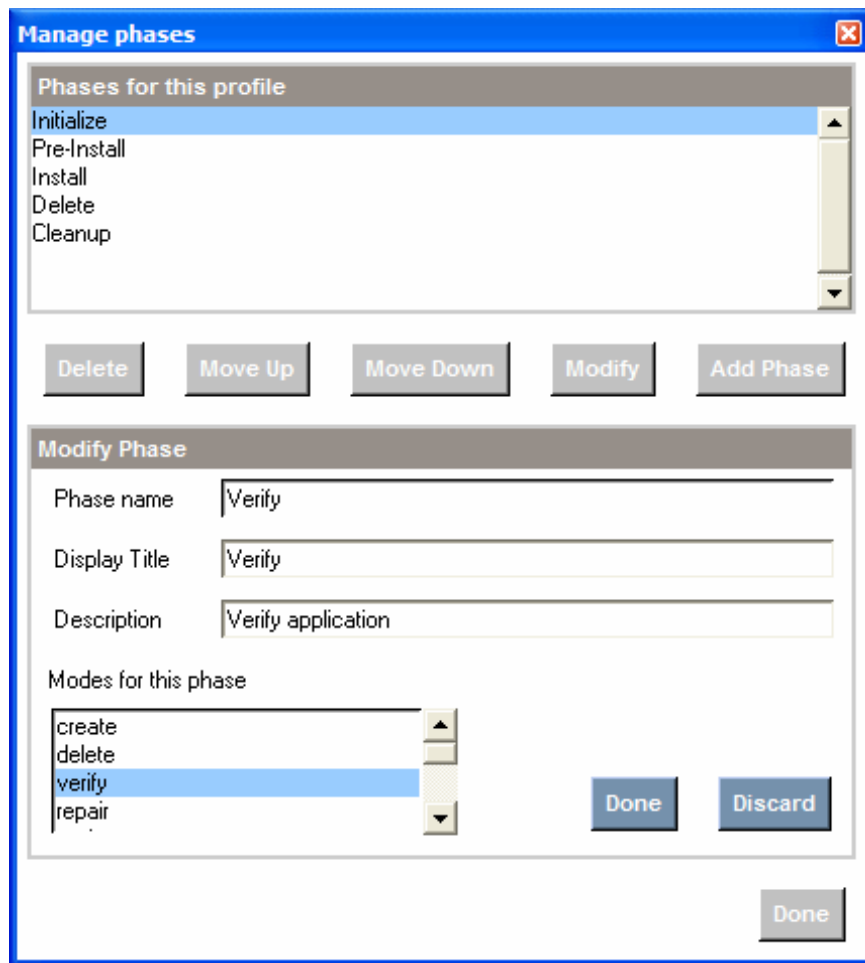 Manage phases
Phases for this profile
Initialize
Pre-Install
Install
Delete
Cleanup
Delete Move Up Move Down Modify Add Phase
Modify Phase
Phase name Verify
Display Title Verify
Description Verify application
Modes for this phase
create
delete
verify
repair
Done Discard
Done